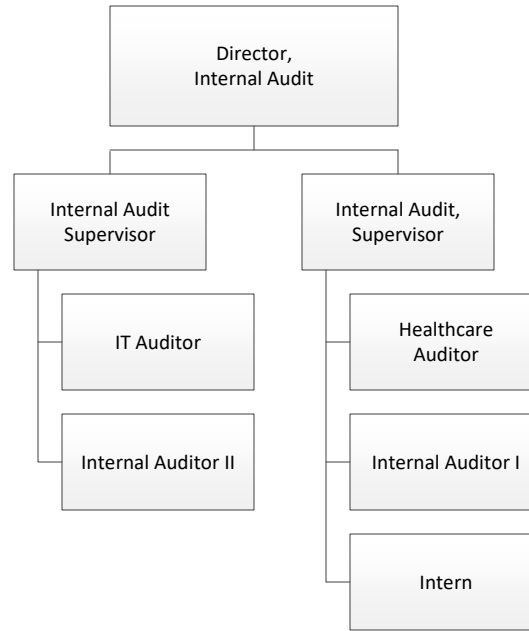 Director,
Internal Audit
Internal Audit
Supervisor
IT Auditor
Internal Auditor II
Internal Audit,
Supervisor
Healthcare
Auditor
Internal Auditor I
Intern